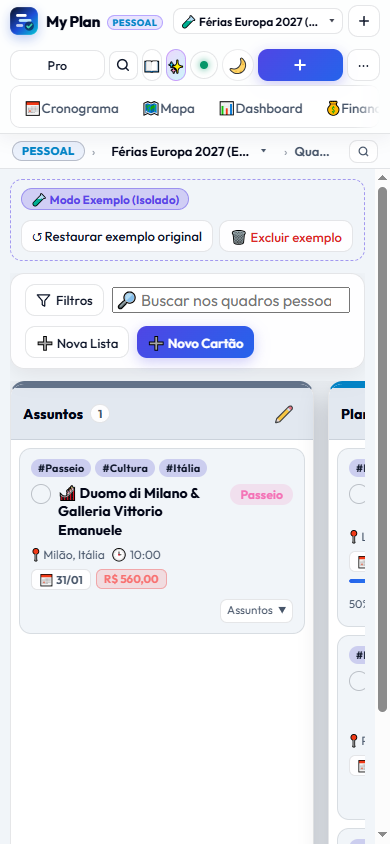 My Plan PESSOAL Férias Europa 2027 (... +
Pro + ...
Cronograma Mapa Dashboard Financ
PESSOAL › Férias Europa 2027 (E... › Qua...
Modo Exemplo (Isolado)
↺ Restaurar exemplo original Excluir exemplo
Filtros Buscar nos quadros pessoa
Nova Lista Novo Cartão
Assuntos 1
#Passeio #Cultura #Itália
Duomo di Milano & Passeio
Galleria Vittorio
Emanuele
Milão, Itália 10:00
31/01 R$ 560,00
50%
Assuntos ▼